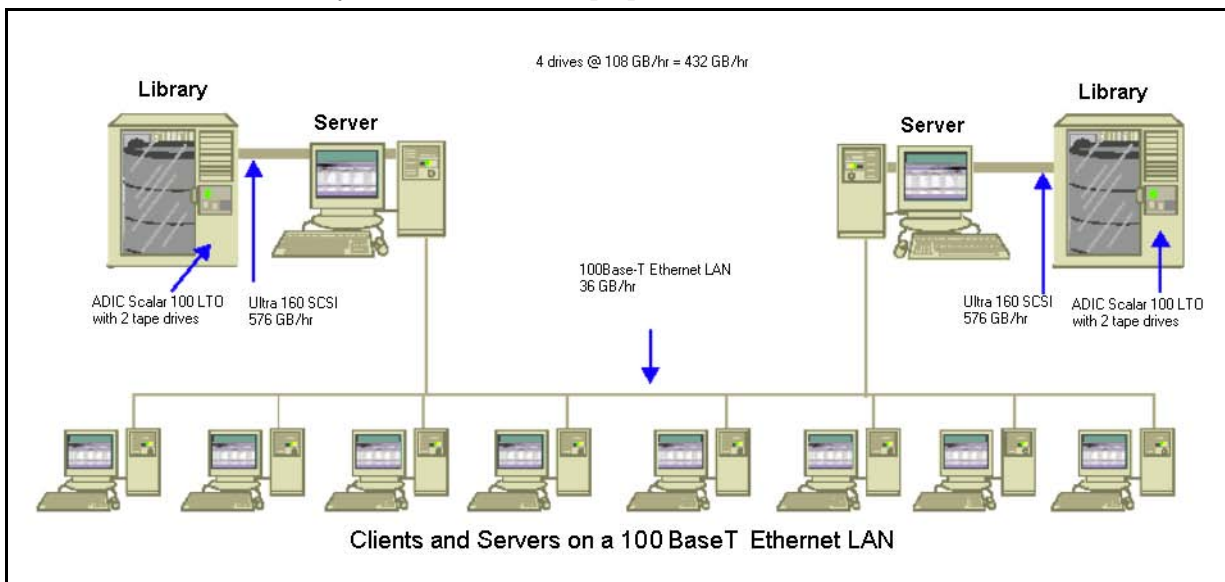 4 drives @ 108 GB/hr = 432 GB/hr
Library
Server
Server
Library
100Base-T Ethernet LAN
36 GB/hr
ADIC Scalar 100 LTO
with 2 tape drives
Ultra 160 SCSI
576 GB/hr
Ultra 160 SCSI
576 GB/hr
ADIC Scalar 100 LTO
with 2 tape drives
Clients and Servers on a 100 BaseT Ethernet LAN